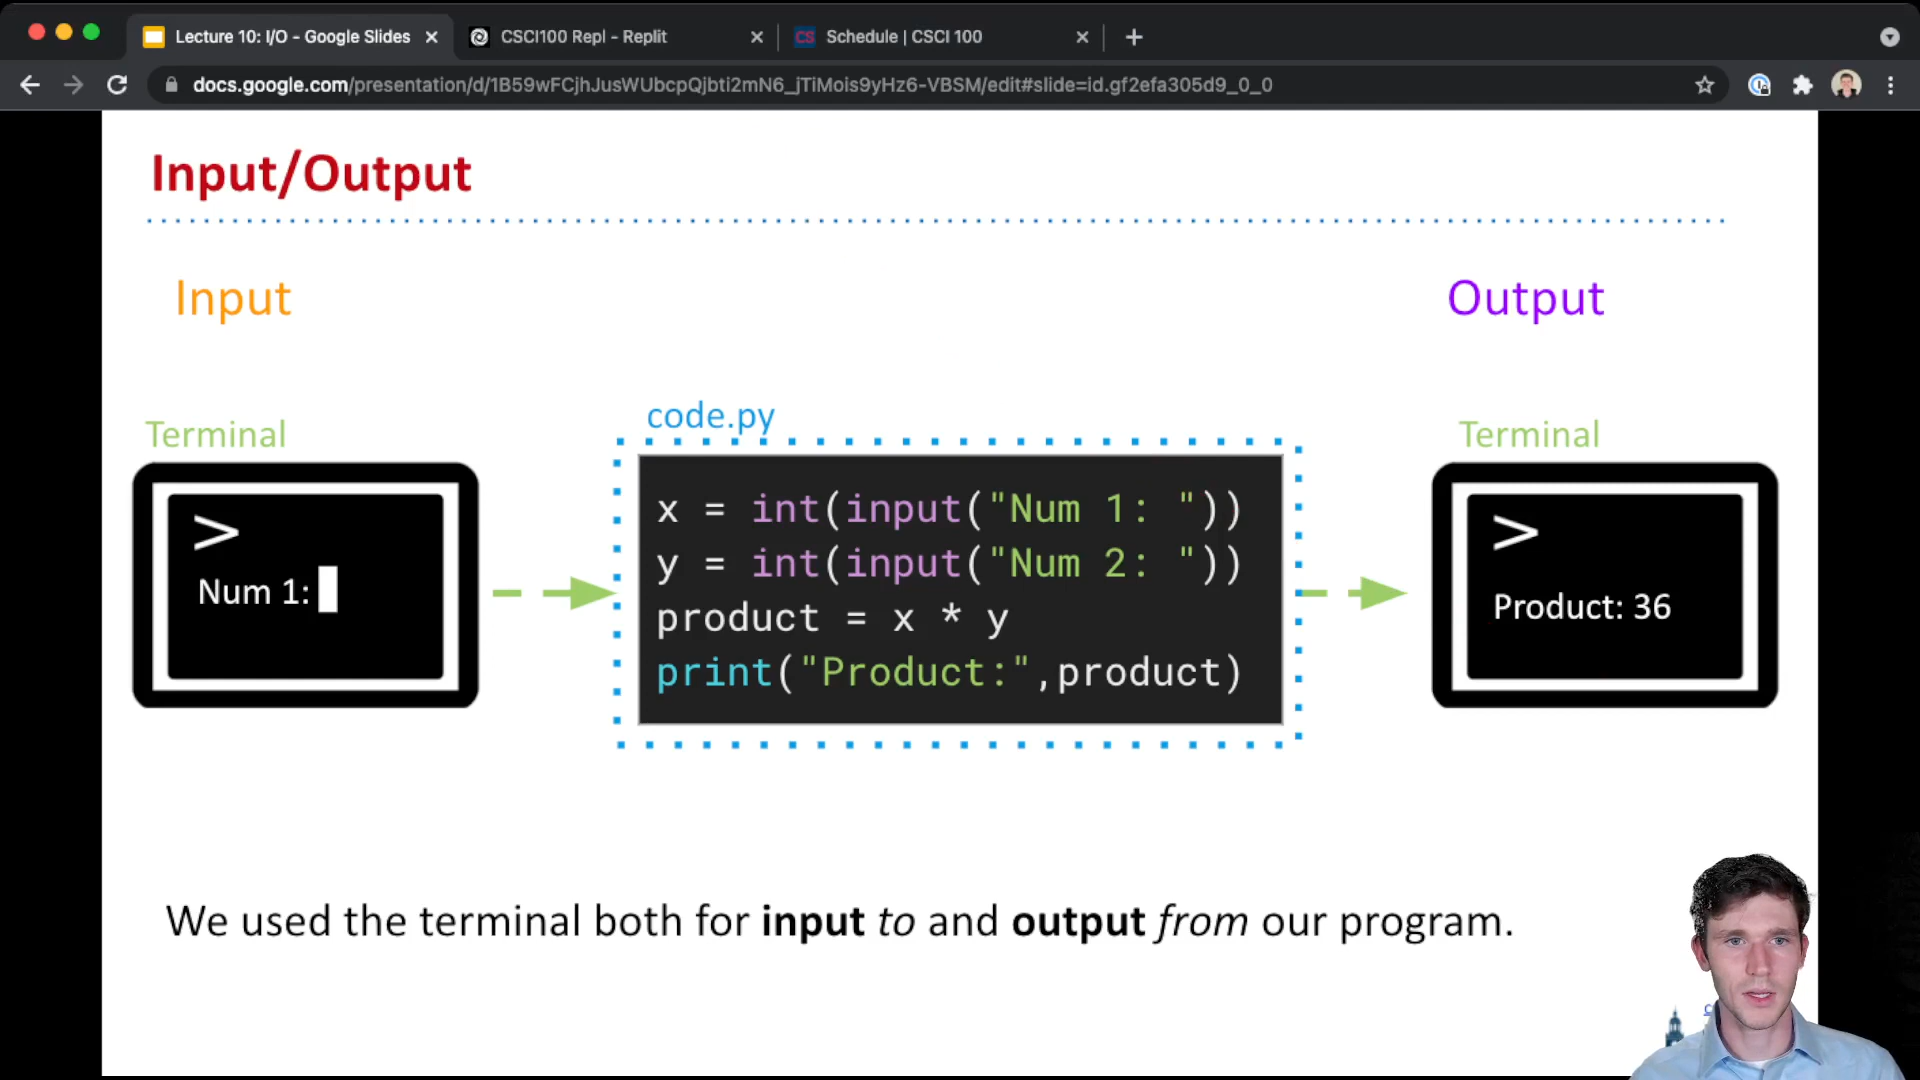 Lecture 10: I/O - Google Slides
CSCI100 Repl - Replit
CS Schedule | CSCI 100
docs.google.com/presentation/d/1B59wFCjhJusWUbcpQjbti2mN6_jTiMois9yHz6-VBSM/edit#slide=id.gf2efa305d9_0_0
Input/Output
Input
Output
Terminal
code.py
Terminal
>
Num 1:
x = int(input("Num 1: "))
y = int(input("Num 2: "))
product = x * y
print("Product:",product)
>
Product: 36
We used the terminal both for input to and output from our program.